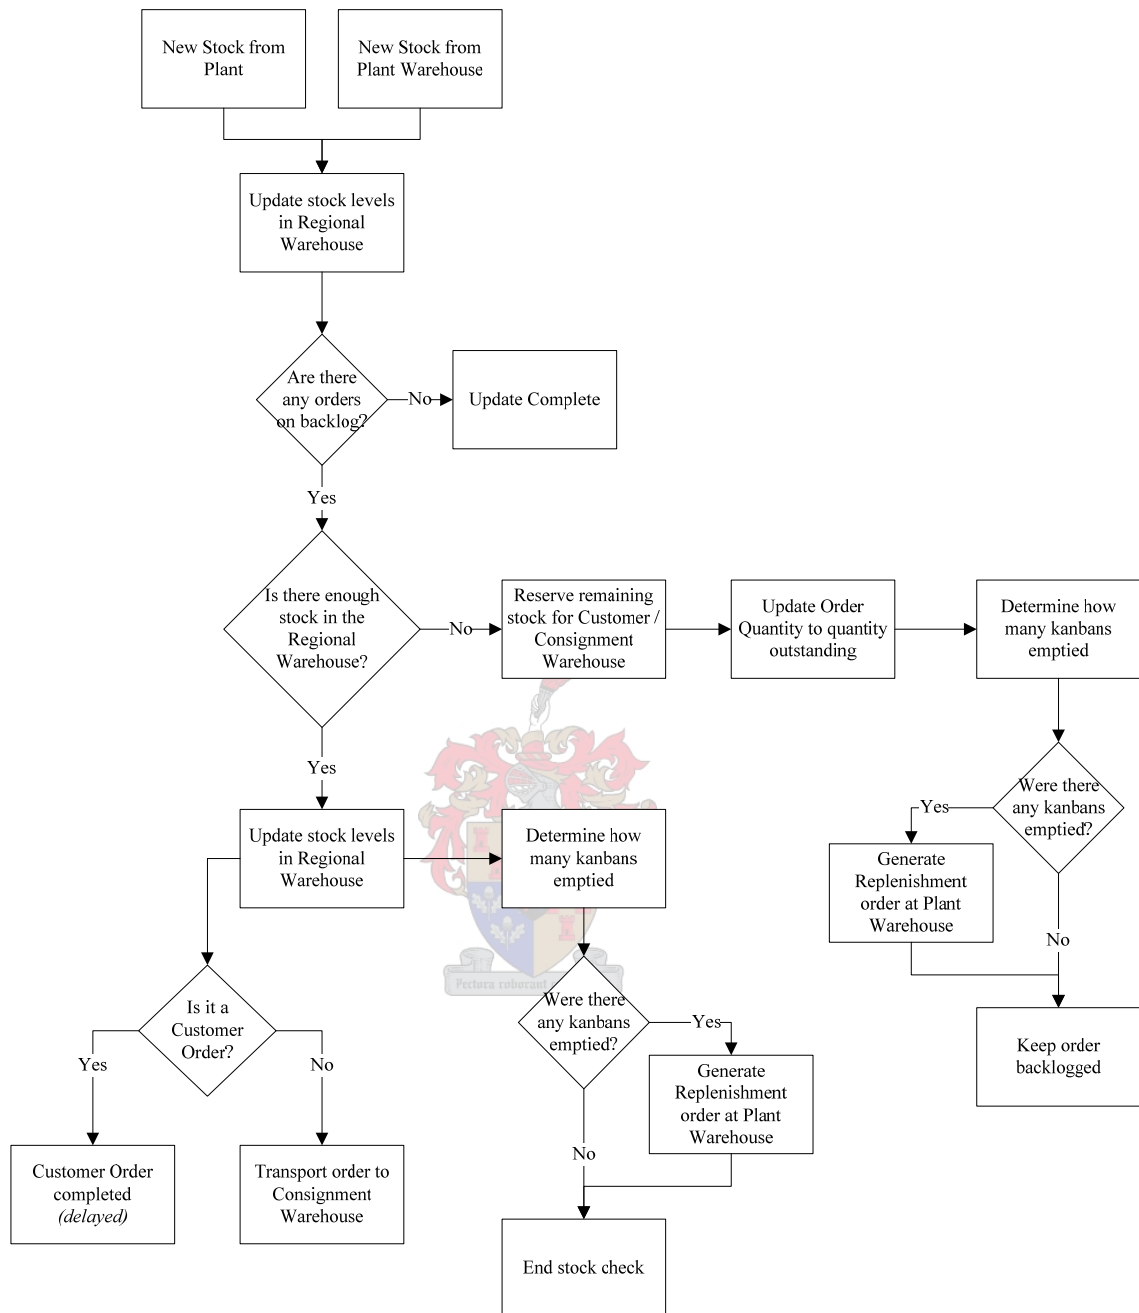 New Stock from
Plant
New Stock from
Plant Warehouse
Update stock levels
in Regional
Warehouse
Are there
any orders
on backlog?
No
Update Complete
Yes
Is there enough
stock in the
Regional
Warehouse?
No
Reserve remaining
stock for Customer /
Consignment
Warehouse
Update Order
Quantity to quantity
outstanding
Determine how
many kanbans
emptied
Yes
Were there
any kanbans
emptied?
Yes
Generate
Replenishment
order at Plant
Warehouse
No
Keep order
backlogged
Update stock levels
in Regional
Warehouse
Determine how
many kanbans
emptied
Is it a
Customer
Order?
Yes
No
Customer Order
completed
(delayed)
Transport order to
Consignment
Warehouse
Pectora roborant
Were there
any kanbans
emptied?
Yes
Generate
Replenishment
order at Plant
Warehouse
No
End stock check